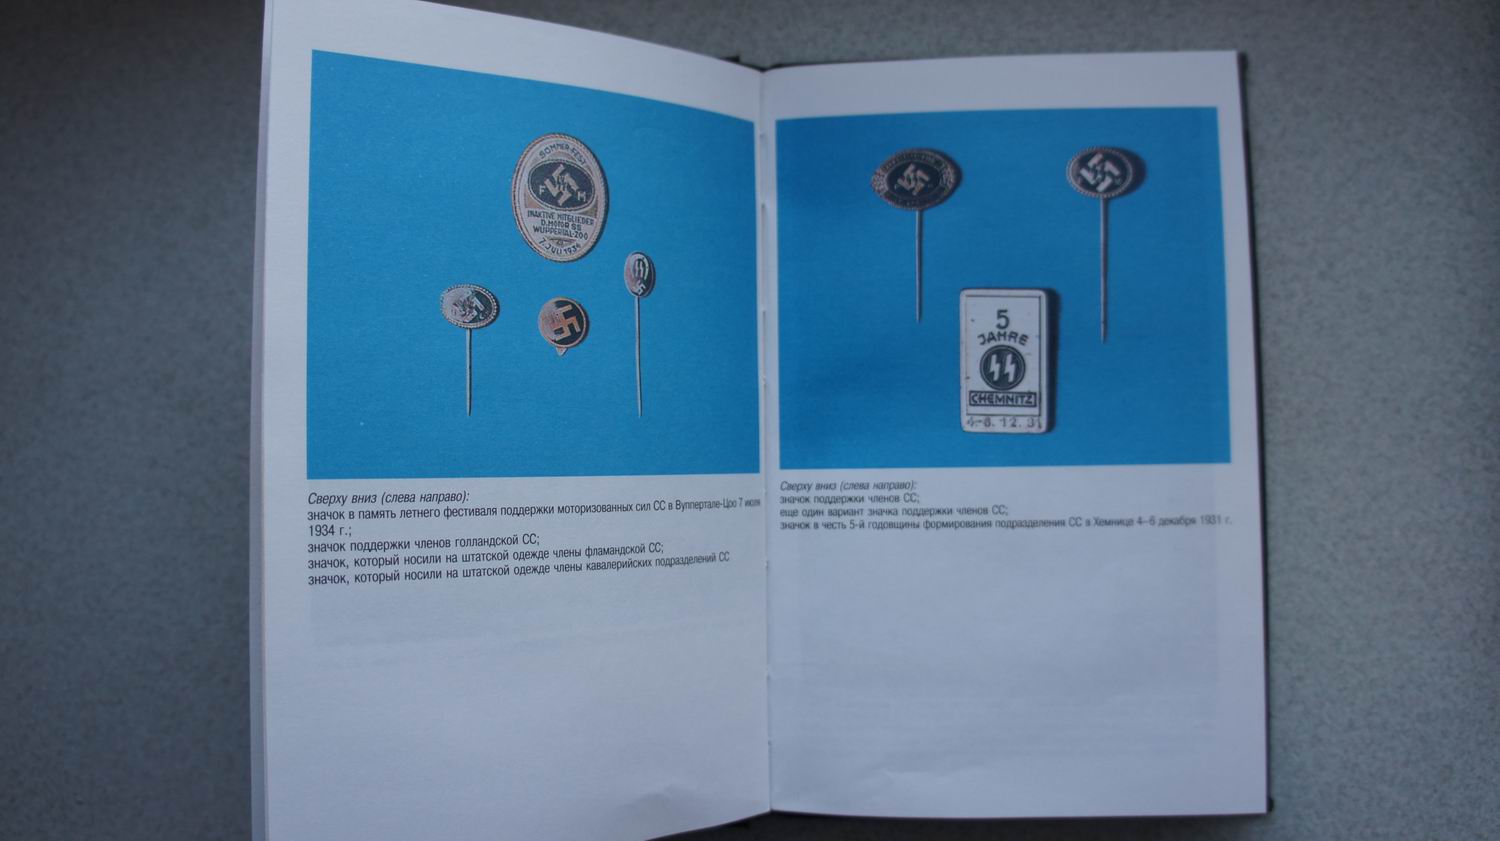 SOMMER-FEST
F M
INAKTIVE MITGLIEDER
D. MOTOR SS
WUPPERTAL-ZOO
7. JULI 1934
Сверху вниз (слева направо):
значок в память летнего фестиваля поддержки моторизованных сил СС в Вуппертале-Цоо 7 июля
1934 г.;
значок поддержки членов голландской СС;
значок, который носили на штатской одежде члены фламандской СС;
значок, который носили на штатской одежде члены кавалерийских подразделений СС
5
JAHRE
CHEMNITZ
4.-6. 12. 31
Сверху вниз (слева направо):
значок поддержки членов СС;
еще один вариант значка поддержки членов СС;
значок в честь 5-й годовщины формирования подразделения СС в Хемнице 4–6 декабря 1931 г.